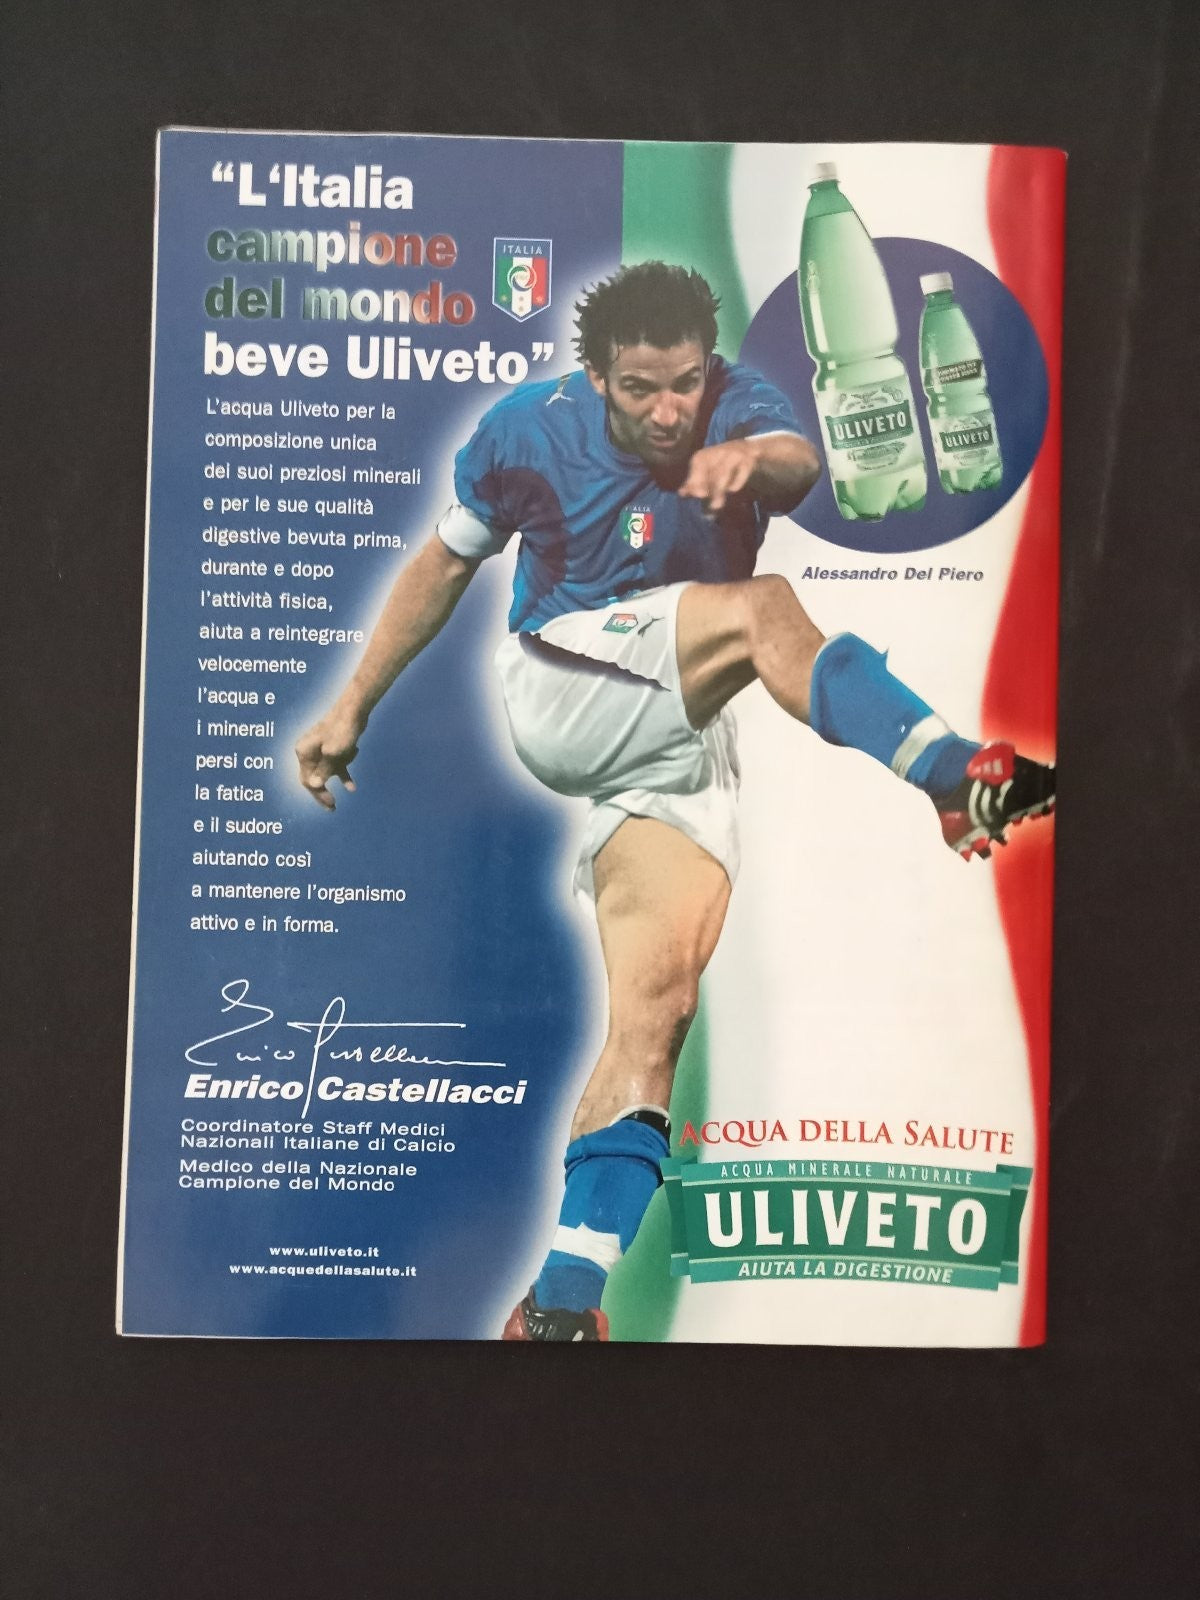 “L‘Italia
campione
del mondo
beve Uliveto”
ITALIA
L'acqua Uliveto per la
composizione unica
dei suoi preziosi minerali
e per le sue qualità
digestive bevuta prima,
durante e dopo
l'attività fisica,
aiuta a reintegrare
velocemente
l'acqua e
i minerali
persi con
la fatica
e il sudore
aiutando così
a mantenere l'organismo
attivo e in forma.
Enrico Castellacci
Coordinatore Staff Medici
Nazionali Italiane di Calcio
Medico della Nazionale
Campione del Mondo
www.uliveto.it
www.acquedellasalute.it
ULIVETO
ULIVETO
ITALIA
Alessandro Del Piero
ACQUA DELLA SALUTE
ACQUA MINERALE NATURALE
ULIVETO
AIUTA LA DIGESTIONE